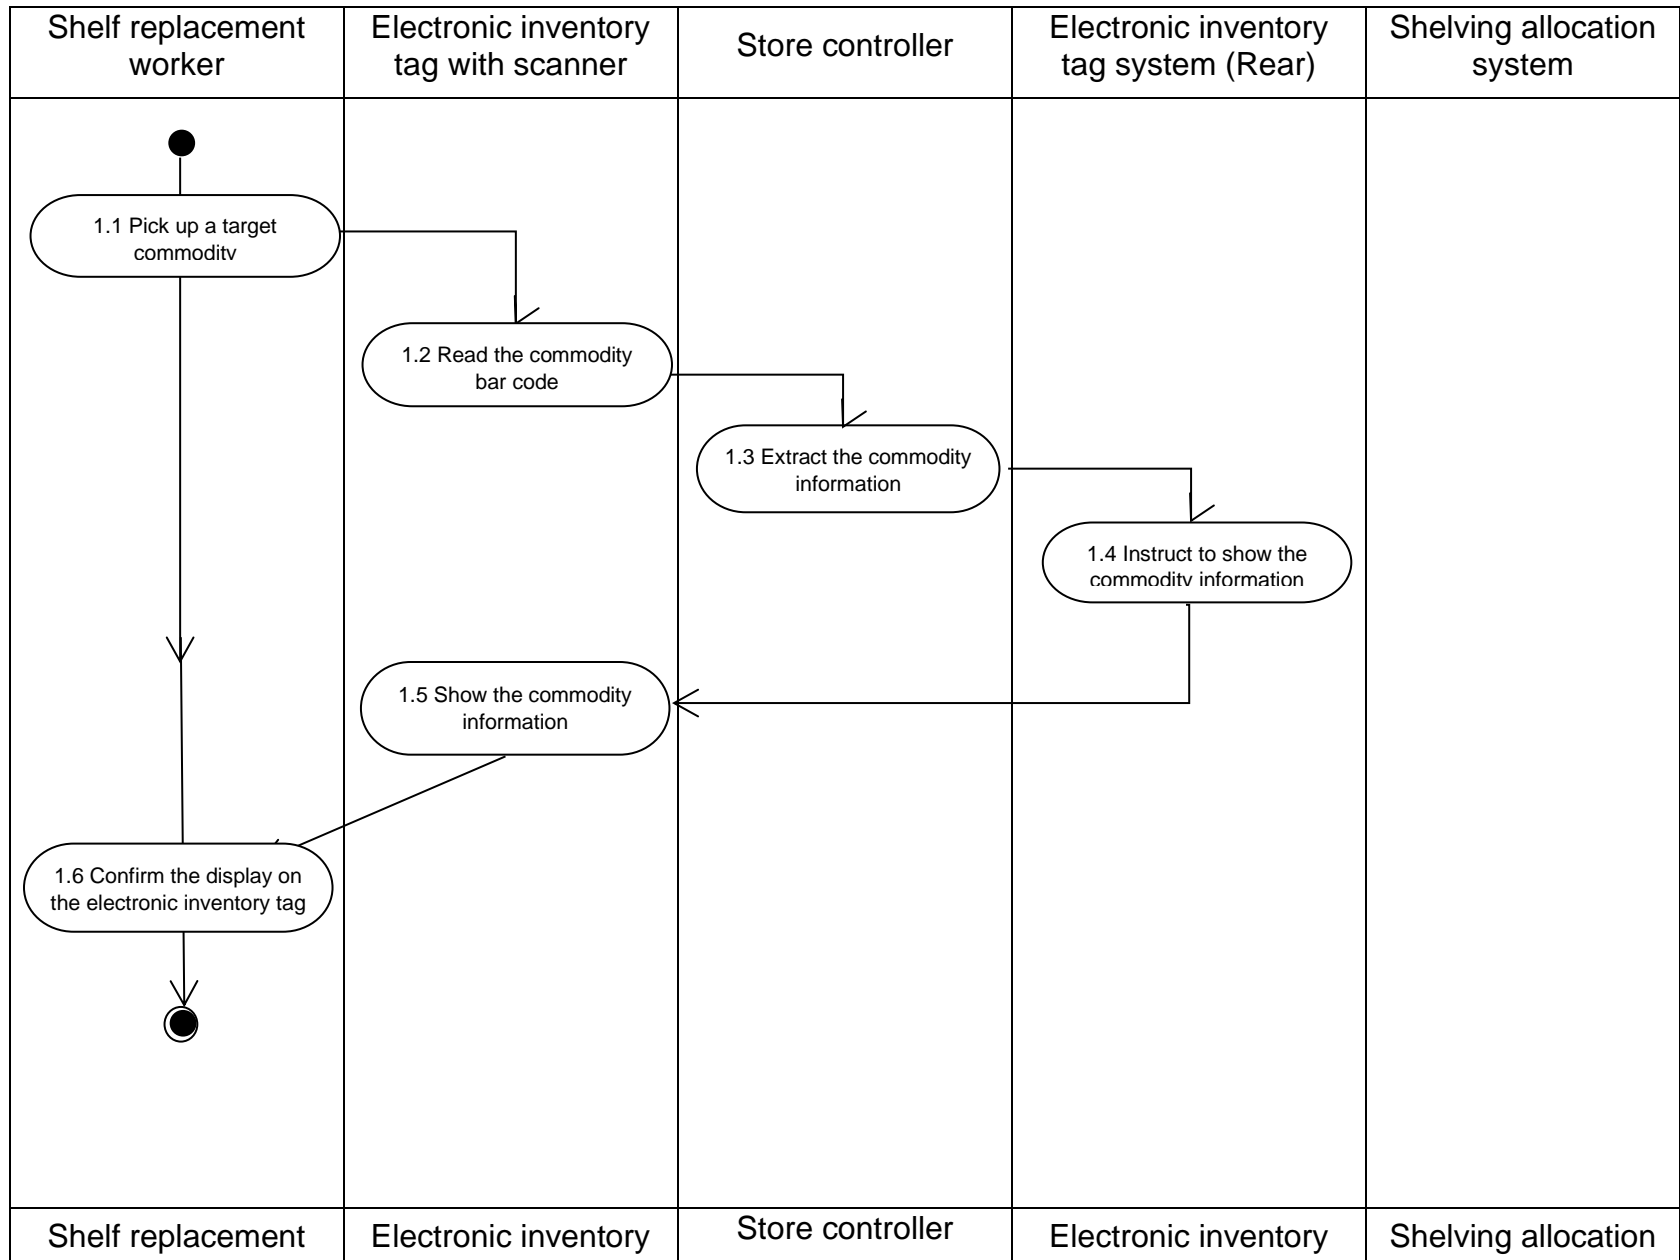 Shelf replacement
worker
Electronic inventory
tag with scanner
Store controller
Electronic inventory
tag system (Rear)
Shelving allocation
system
1.1 Pick up a target
commodity
1.2 Read the commodity
bar code
1.3 Extract the commodity
information
1.4 Instruct to show the
commodity information
1.5 Show the commodity
information
1.6 Confirm the display on
the electronic inventory tag
Shelf replacement
Electronic inventory
Store controller
Electronic inventory
Shelving allocation